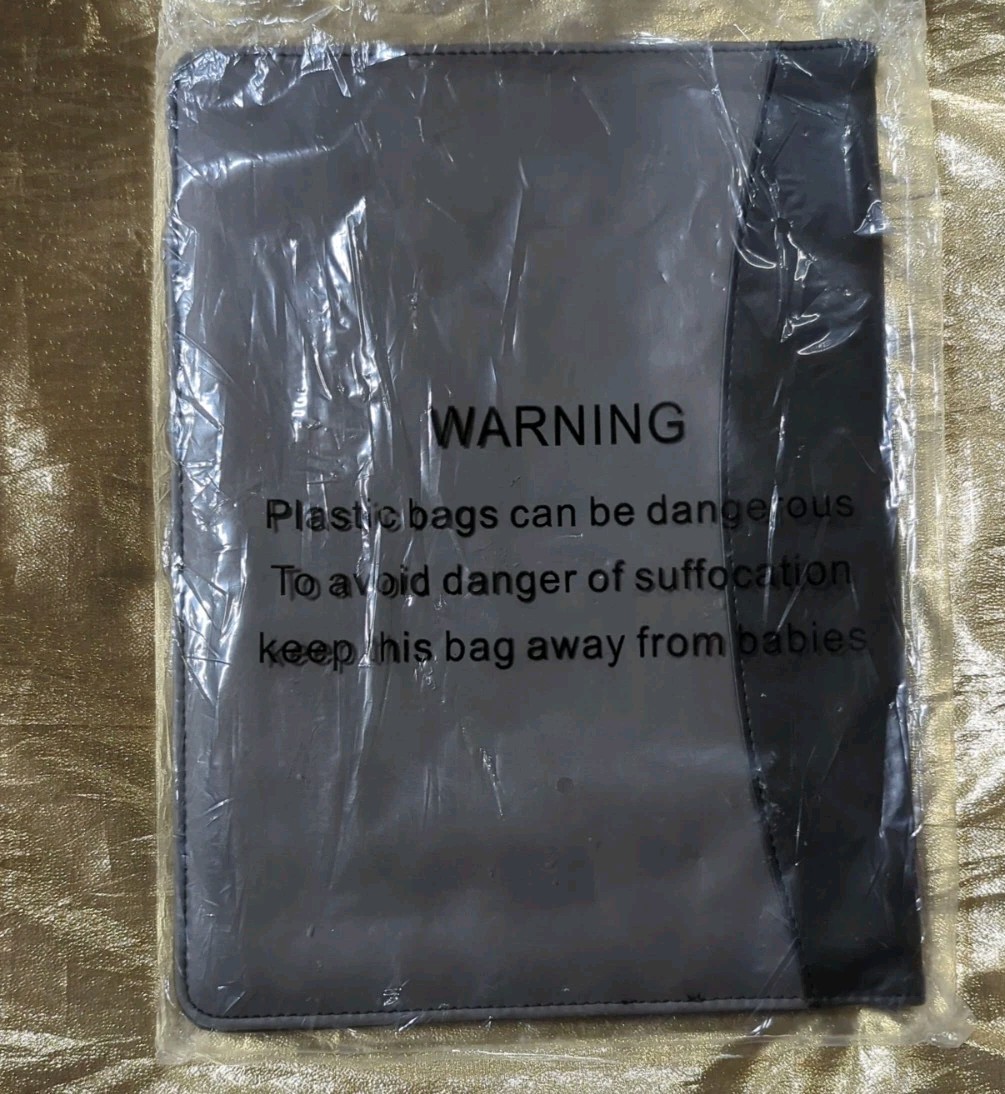 WARNING
Plastic bags can be dangerous
To avoid danger of suffocation
keep this bag away from babies